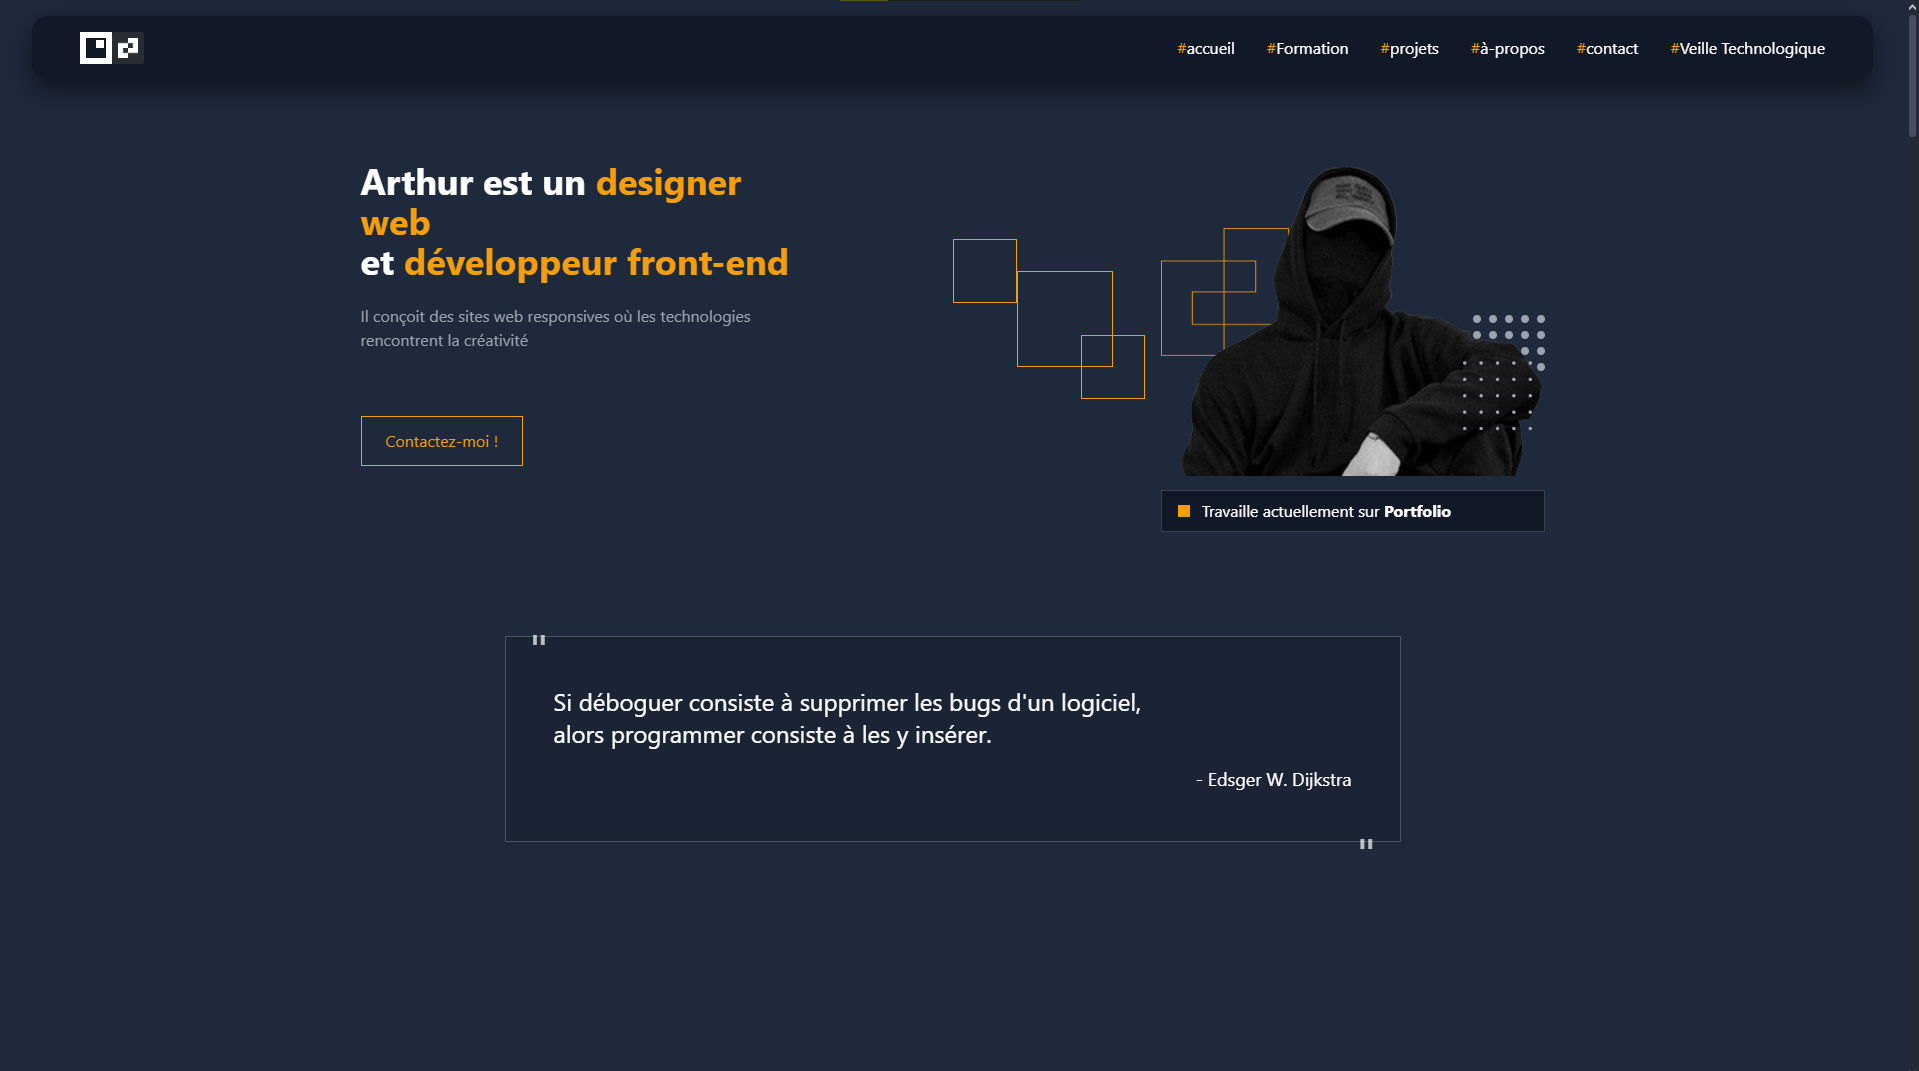 #accueil #Formation #projets #à-propos #contact #Veille Technologique
Arthur est un designer
web
et développeur front-end
Il conçoit des sites web responsives où les technologies
rencontrent la créativité
Contactez-moi !
Travaille actuellement sur Portfolio
"
Si déboguer consiste à supprimer les bugs d'un logiciel,
alors programmer consiste à les y insérer.
- Edsger W. Dijkstra
"